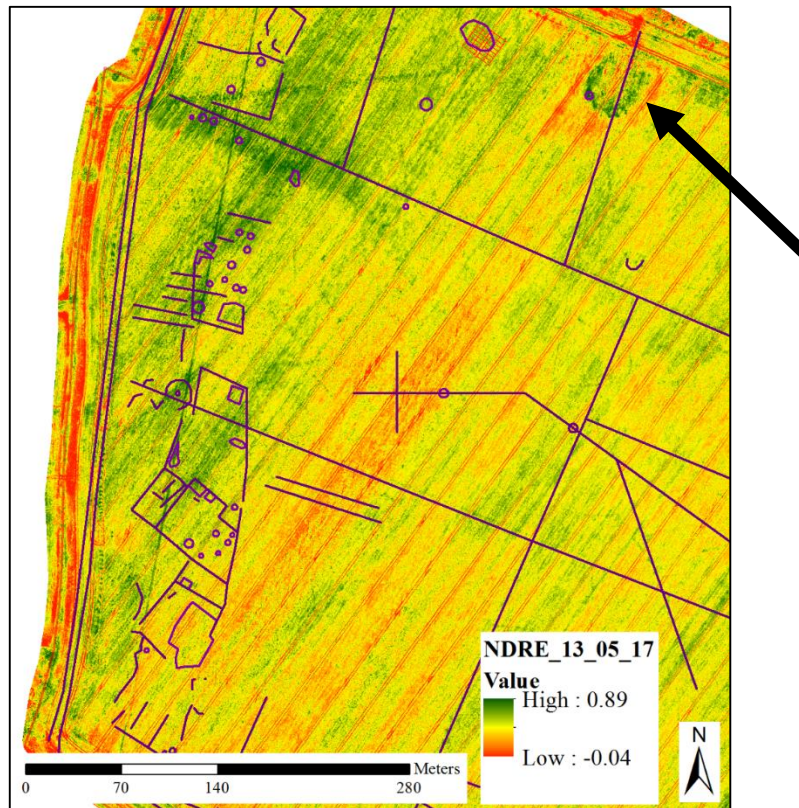 NDRE_13_05_17
Value
High : 0.89
Low : -0.04
N
Meters
0 70 140 280